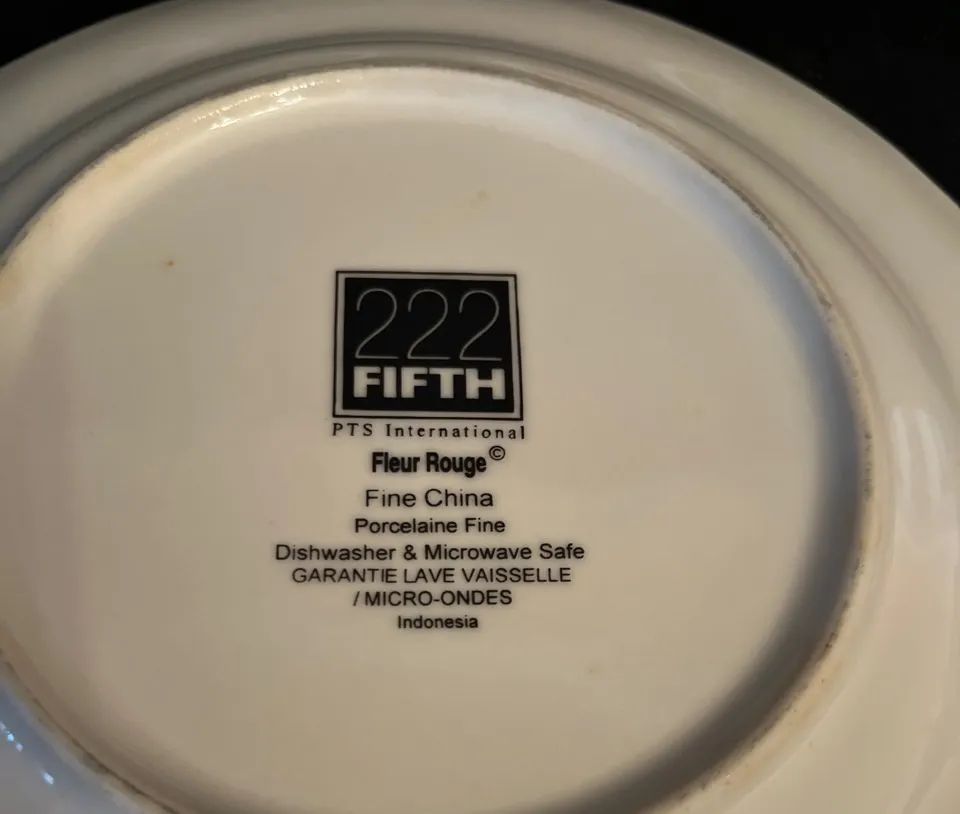 222
FIFTH
PTS International
Fleur Rouge©
Fine China
Porcelaine Fine
Dishwasher & Microwave Safe
GARANTIE LAVE VAISSELLE
/ MICRO-ONDES
Indonesia